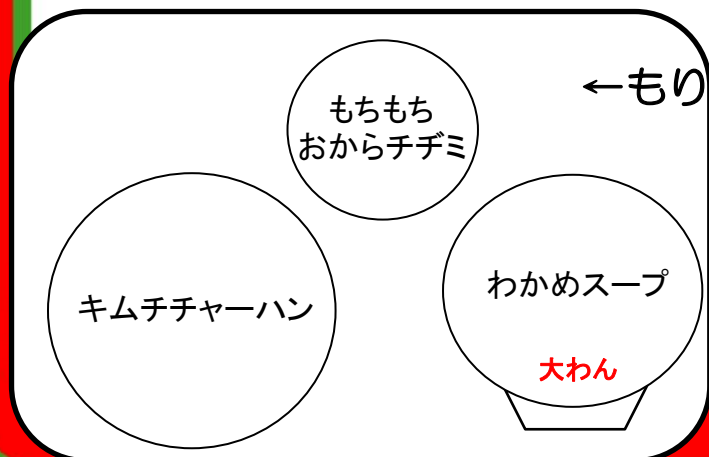 もちもち
おからチヂミ
←もり
キムチチャーハン
わかめスープ
大わん